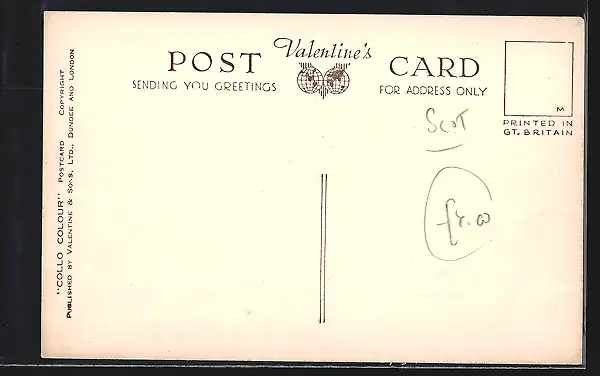 POST Valentine's CARD
SENDING YOU GREETINGS
FOR ADDRESS ONLY
M
PRINTED IN
GT. BRITAIN
Scot
"COLLO COLOUR" POSTCARD COPYRIGHT
PUBLISHED BY VALENTINE & SONS, LTD., DUNDEE AND LONDON